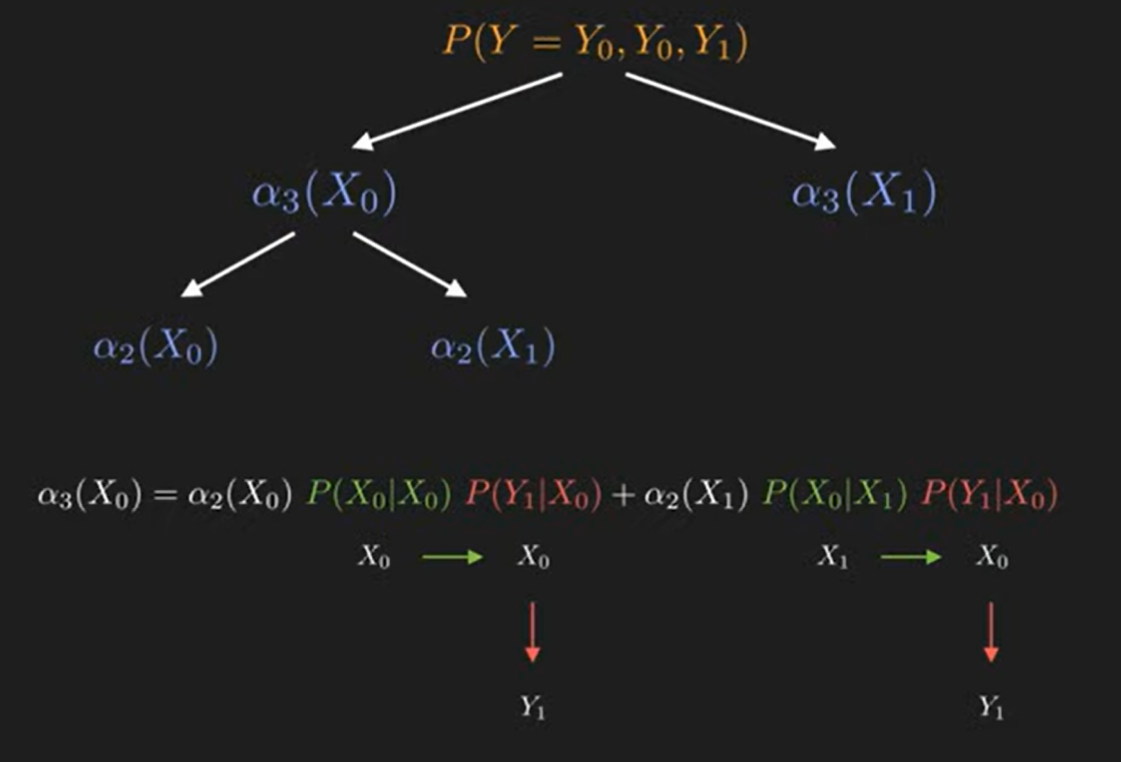 P(Y = Y₀, Y₀, Y₁)
α₃(X₀) α₃(X₁)
α₂(X₀) α₂(X₁)
α₃(X₀) = α₂(X₀) P(X₀|X₀) P(Y₁|X₀) + α₂(X₁) P(X₀|X₁) P(Y₁|X₀)
X₀ → X₀ X₁ → X₀
Y₁ Y₁